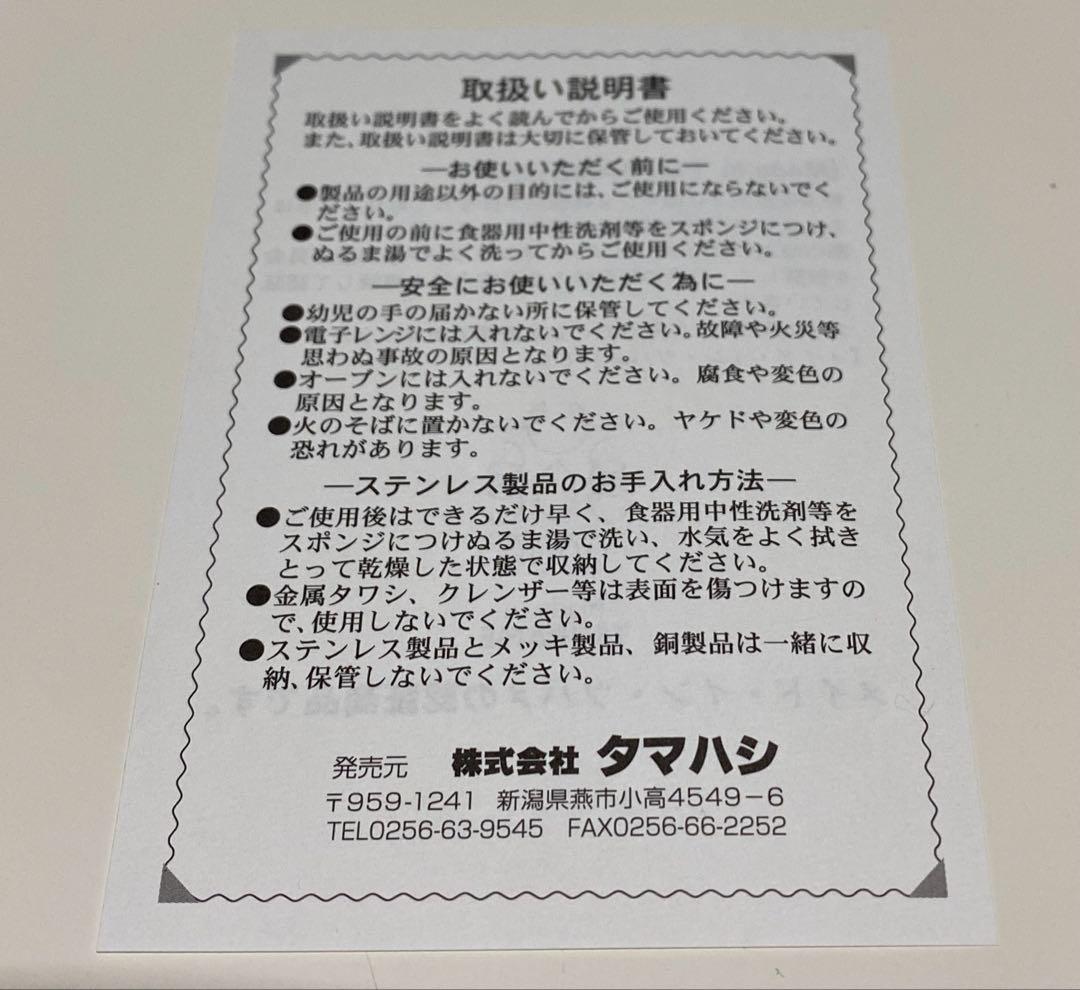 取扱い説明書
取扱い説明書をよく読んでからご使用ください。
また、取扱い説明書は大切に保管しておいてください。
―お使いいただく前に―
●製品の用途以外の目的には、ご使用にならないでく
ださい。
●ご使用の前に食器用中性洗剤等をスポンジにつけ、
ぬるま湯でよく洗ってからご使用ください。
―安全にお使いいただく為に―
●幼児の手の届かない所に保管してください。
●電子レンジには入れないでください。故障や火災等
思わぬ事故の原因となります。
●オーブンには入れないでください。腐食や変色の
原因となります。
●火のそばに置かないでください。ヤケドや変色の
恐れがあります。
―ステンレス製品のお手入れ方法―
●ご使用後はできるだけ早く、食器用中性洗剤等を
スポンジにつけぬるま湯で洗い、水気をよく拭き
とって乾燥した状態で収納してください。
●金属タワシ、クレンザー等は表面を傷つけますの
で、使用しないでください。
●ステンレス製品とメッキ製品、銅製品は一緒に収
納、保管しないでください。
発売元 株式会社 タマハシ
〒959-1241 新潟県燕市小高4549-6
TEL0256-63-9545 FAX0256-66-2252